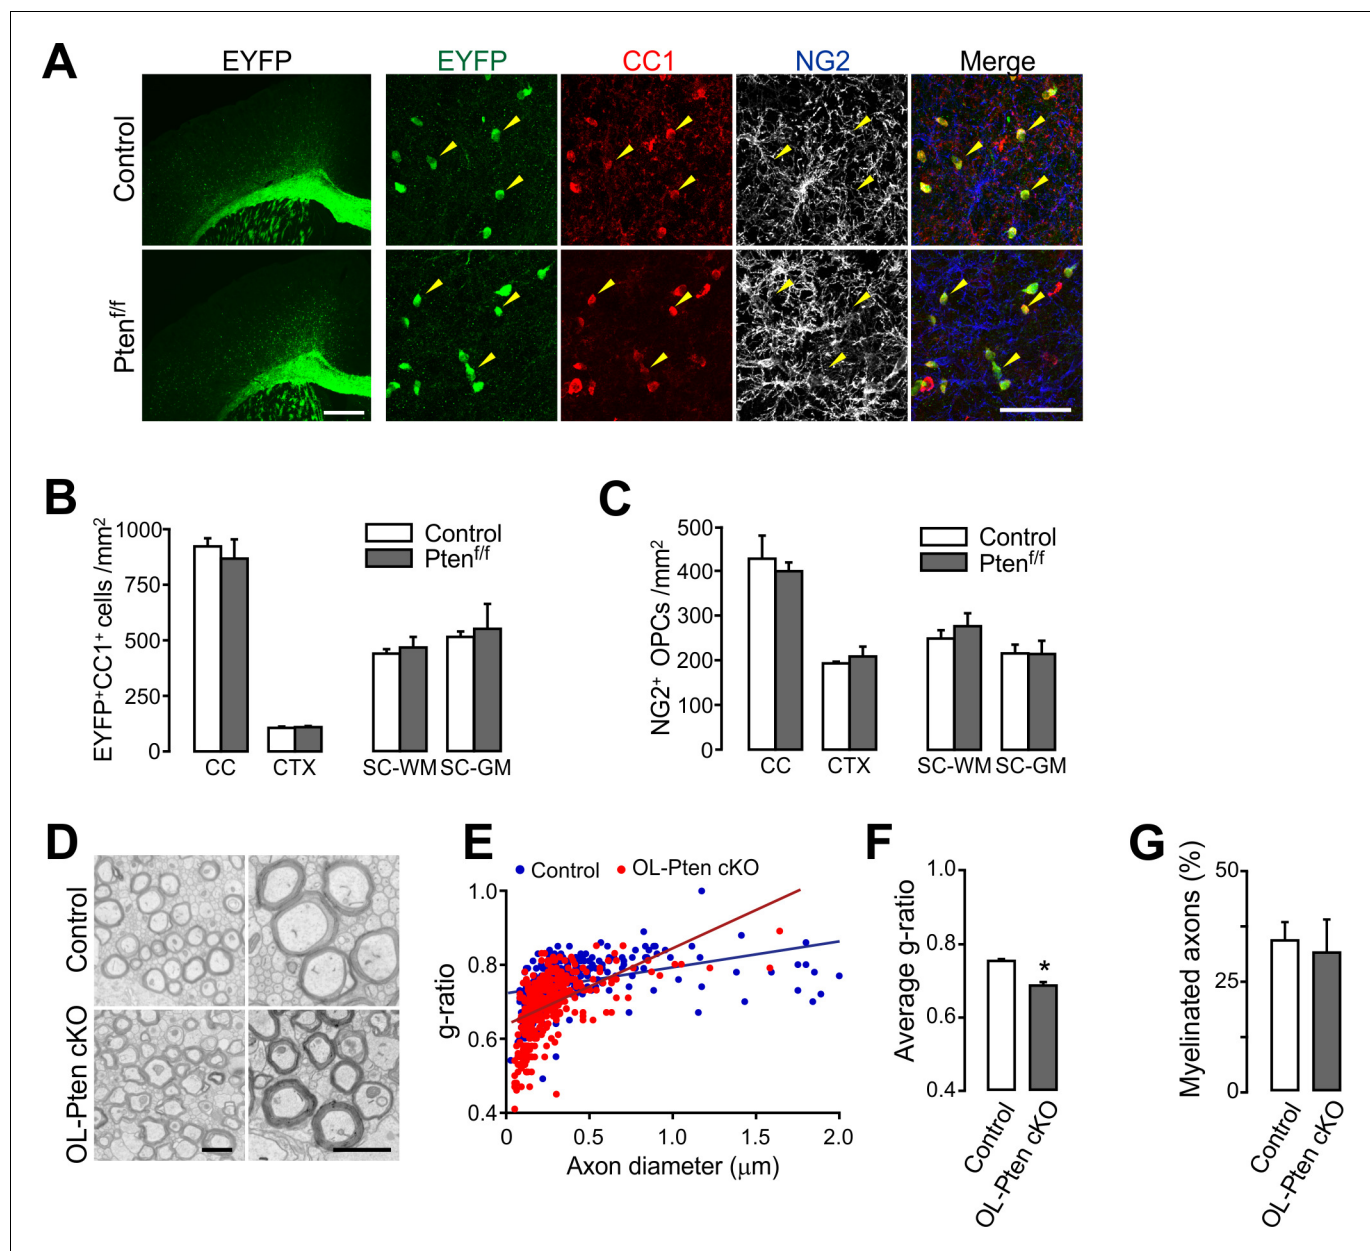 A
EYFP EYFP CC1 NG2 Merge
Control
Pten^f/f
B
EYFP⁺CC1⁺ cells /mm²
1000
750
500
250
0
Control
Pten^f/f
CC CTX SC-WM SC-GM
C
NG2⁺ OPCs /mm²
500
400
300
200
100
0
Control
Pten^f/f
CC CTX SC-WM SC-GM
D
Control
OL-Pten cKO
E
Control OL-Pten cKO
g-ratio
1.0
0.8
0.6
0.4
0 0.5 1.0 1.5 2.0
Axon diameter (μm)
F
Average g-ratio
1.0
0.8
0.6
0.4
*
Control
OL-Pten cKO
G
Myelinated axons (%)
50
25
0
Control
OL-Pten cKO